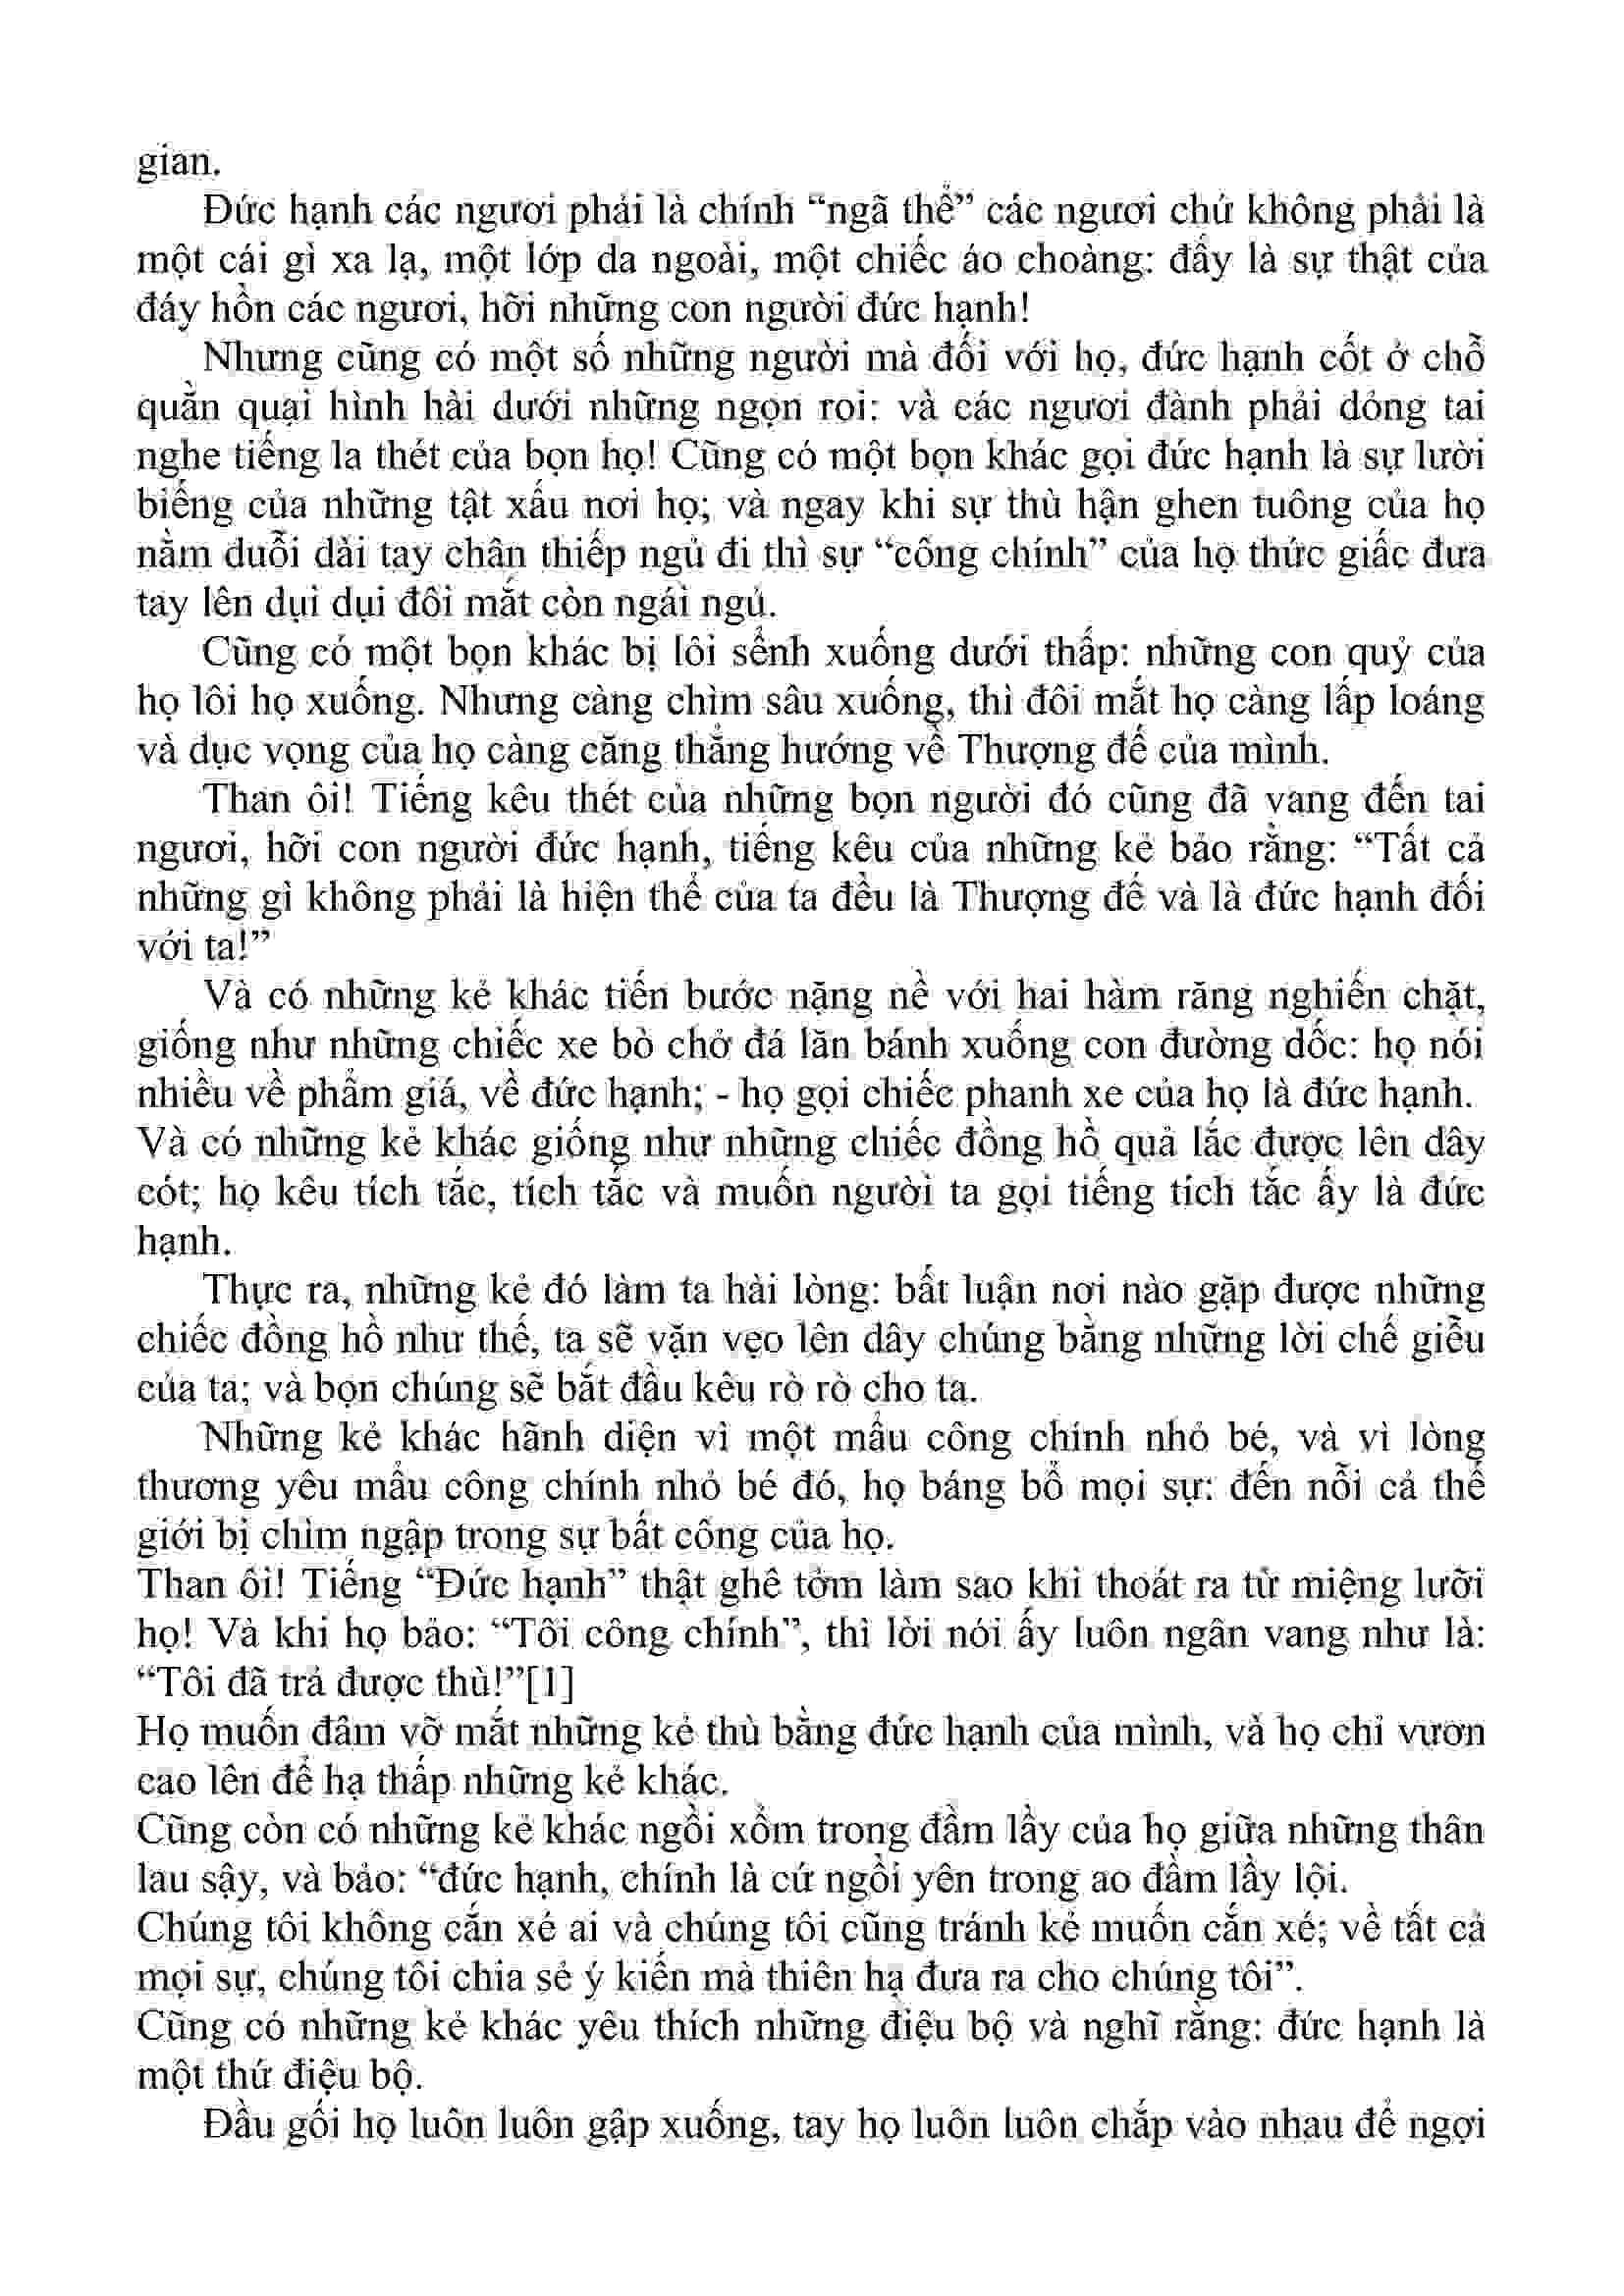 gian.
Đức hạnh các ngươi phải là chính “ngã thể” các ngươi chứ không phải là
một cái gì xa lạ, một lớp da ngoài, một chiếc áo choàng: đấy là sự thật của
đáy hồn các ngươi, hỡi những con người đức hạnh!
Nhưng cũng có một số những người mà đối với họ, đức hạnh cốt ở chỗ
quằn quại hình hài dưới những ngọn roi: và các ngươi đành phải dỏng tai
nghe tiếng la thét của bọn họ! Cũng có một bọn khác gọi đức hạnh là sự lười
biếng của những tật xấu nơi họ; và ngay khi sự thù hận ghen tuông của họ
nằm duỗi dài tay chân thiếp ngủ đi thì sự “công chính” của họ thức giấc đưa
tay lên dụi dụi đôi mắt còn ngái ngủ.
Cũng có một bọn khác bị lôi sểnh xuống dưới thấp: những con quỷ của
họ lôi họ xuống. Nhưng càng chìm sâu xuống, thì đôi mắt họ càng lấp loáng
và dục vọng của họ càng căng thẳng hướng về Thượng đế của mình.
Than ôi! Tiếng kêu thét của những bọn người đó cũng đã vang đến tai
ngươi, hỡi con người đức hạnh, tiếng kêu của những kẻ bảo rằng: “Tất cả
những gì không phải là hiện thể của ta đều là Thượng đế và là đức hạnh đối
với ta!”
Và có những kẻ khác tiến bước nặng nề với hai hàm răng nghiến chặt,
giống như những chiếc xe bò chở đá lăn bánh xuống con đường dốc: họ nói
nhiều về phẩm giá, về đức hạnh; - họ gọi chiếc phanh xe của họ là đức hạnh.
Và có những kẻ khác giống như những chiếc đồng hồ quả lắc được lên dây
cót; họ kêu tích tắc, tích tắc và muốn người ta gọi tiếng tích tắc ấy là đức
hạnh.
Thực ra, những kẻ đó làm ta hài lòng: bất luận nơi nào gặp được những
chiếc đồng hồ như thế, ta sẽ vặn vẹo lên dây chúng bằng những lời chế giễu
của ta; và bọn chúng sẽ bắt đầu kêu rò rò cho ta.
Những kẻ khác hãnh diện vì một mẩu công chính nhỏ bé, và vì lòng
thương yêu mẩu công chính nhỏ bé đó, họ báng bổ mọi sự: đến nỗi cả thế
giới bị chìm ngập trong sự bất công của họ.
Than ôi! Tiếng “Đức hạnh” thật ghê tởm làm sao khi thoát ra từ miệng lưỡi
họ! Và khi họ bảo: “Tôi công chính”, thì lời nói ấy luôn ngân vang như là:
“Tôi đã trả được thù!”[1]
Họ muốn đâm vỡ mắt những kẻ thù bằng đức hạnh của mình, và họ chỉ vươn
cao lên để hạ thấp những kẻ khác.
Cũng còn có những kẻ khác ngồi xổm trong đầm lầy của họ giữa những thân
lau sậy, và bảo: “đức hạnh, chính là cứ ngồi yên trong ao đầm lầy lội.
Chúng tôi không cắn xé ai và chúng tôi cũng tránh kẻ muốn cắn xé; về tất cả
mọi sự, chúng tôi chia sẻ ý kiến mà thiên hạ đưa ra cho chúng tôi”.
Cũng có những kẻ khác yêu thích những điệu bộ và nghĩ rằng: đức hạnh là
một thứ điệu bộ.
Đầu gối họ luôn luôn gập xuống, tay họ luôn luôn chắp vào nhau để ngợi